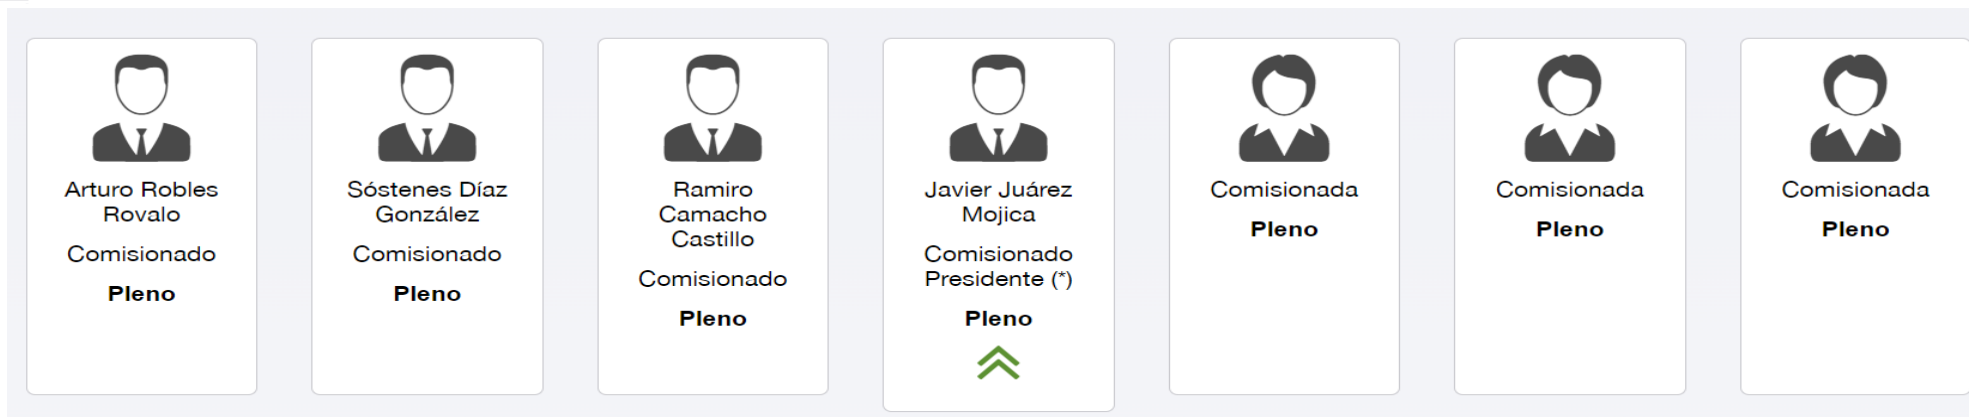 Arturo Robles
Rovalo
Comisionado
Pleno
Sóstenes Díaz
González
Comisionado
Pleno
Ramiro
Camacho
Castillo
Comisionado
Pleno
Javier Juárez
Mojica
Comisionado
Presidente (*)
Pleno
Comisionada
Pleno
Comisionada
Pleno
Comisionada
Pleno